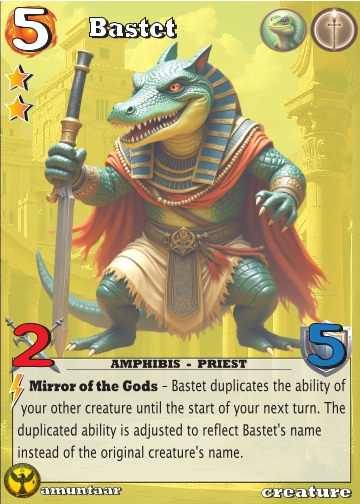 5 Bastet
2
5
AMPHIBIS - PRIEST
Mirror of the Gods - Bastet duplicates the ability of
your other creature until the start of your next turn. The
duplicated ability is adjusted to reflect Bastet's name
instead of the original creature's name.
amuntaar
creature